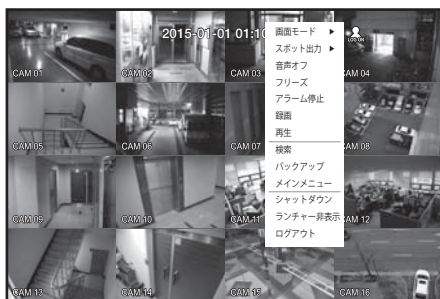 2015-01-01 01:10
LOG ON
CAM 01
CAM 02
CAM 03
CAM 04
画面モード ▶
スポット出力 ▶
音声オフ
フリーズ
アラーム停止
録画
再生
検索
バックアップ
メインメニュー
シャットダウン
ランチャー非表示
ログアウト
CAM 05
CAM 06
CAM 07
CAM 08
CAM 09
CAM 10
CAM 11
CAM 12
CAM 13
CAM 14
CAM 15
CAM 16